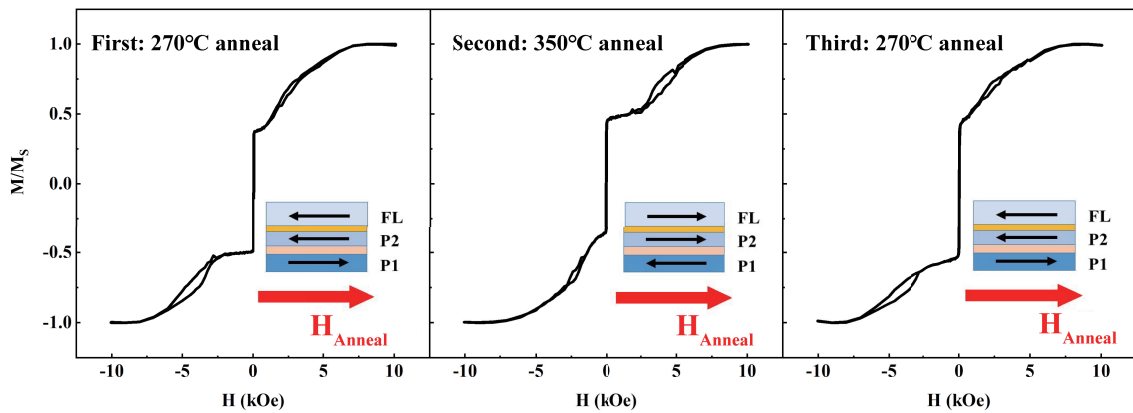 First: 270°C anneal
Second: 350°C anneal
Third: 270°C anneal
M/MS
1.0
0.5
0.0
-0.5
-1.0
FL
P2
P1
HAnneal
FL
P2
P1
HAnneal
FL
P2
P1
HAnneal
-10 -5 0 5 10
-10 -5 0 5 10
-10 -5 0 5 10
H (kOe)
H (kOe)
H (kOe)